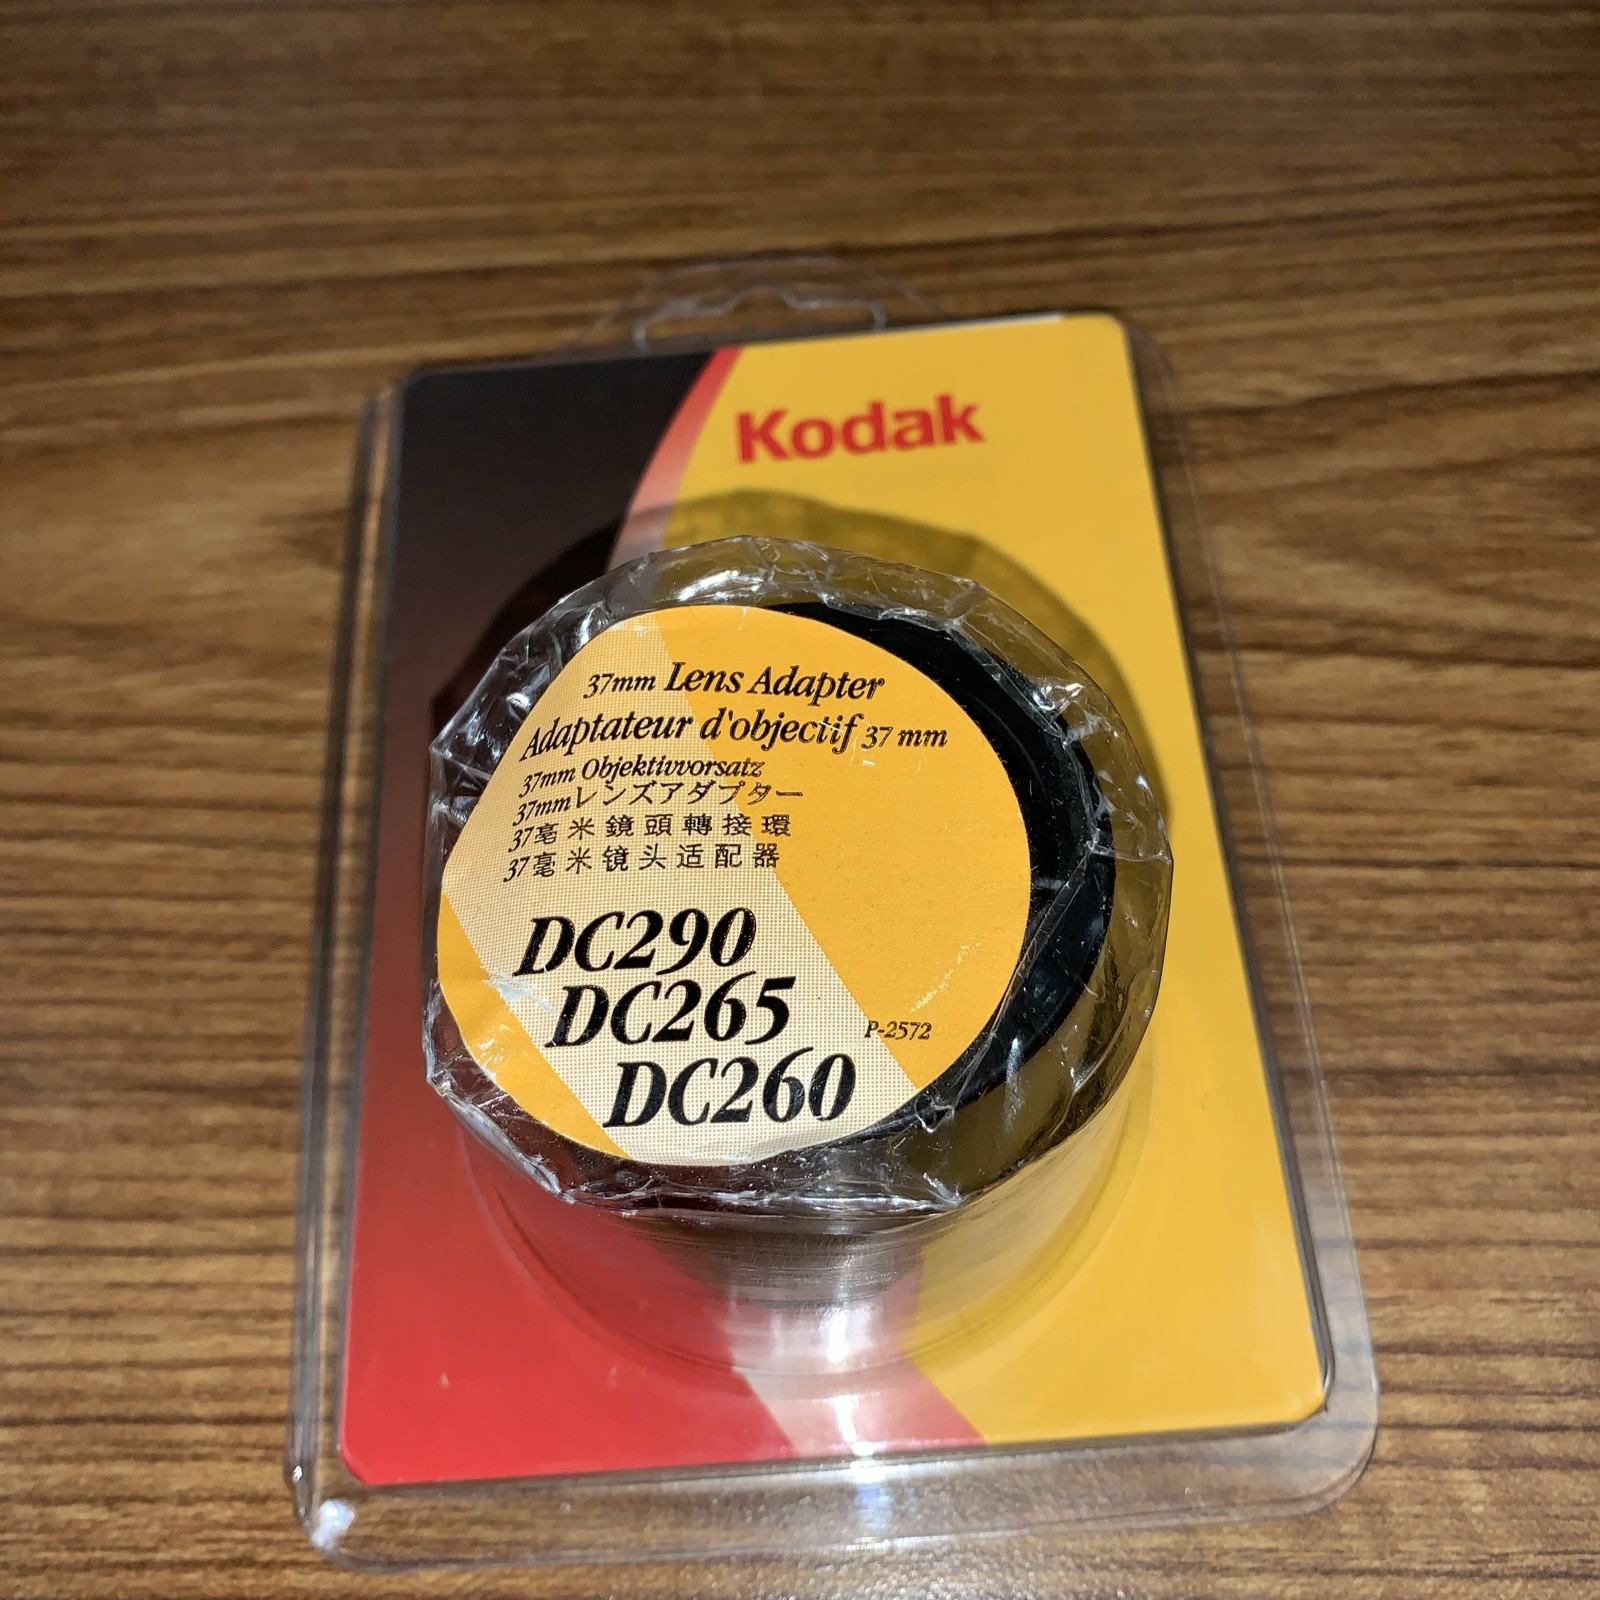 Kodak
37mm Lens Adapter
Adaptateur d'objectif 37 mm
37mm Objektivvorsatz
37mmレンズアダプター
37毫米鏡頭轉接環
37毫米镜头适配器
DC290
DC265
P-2572
DC260